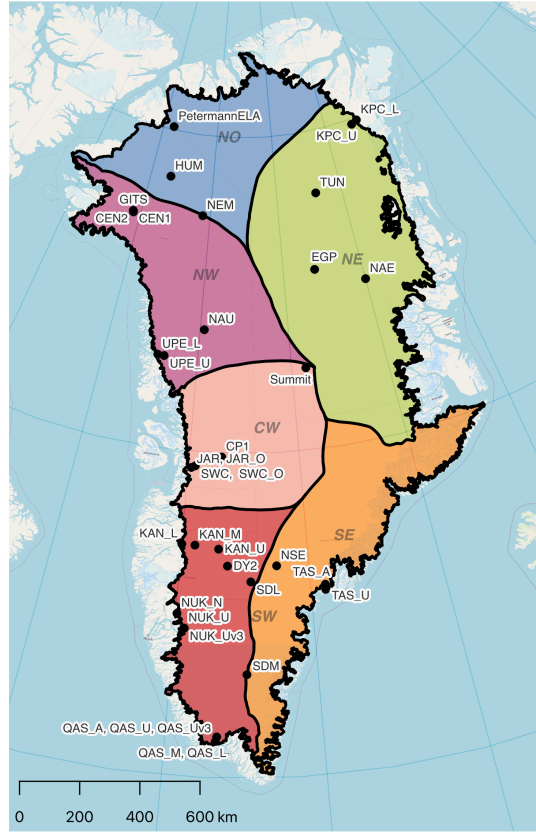 KPC_L
PetermannELA
KPC_U
NO
HUM
TUN
GITS
NEM
CEN2
CEN1
EGP
NE
NAE
NW
NAU
UPE_L
UPE_U
Summit
CW
CP1
JAR, JAR_O
SWC, SWC_O
KAN_L
KAN_M
SE
KAN_U
NSE
DY2
TAS_A
SDL
TAS_U
NUK_N
NUK_U
SW
NUK_Uv3
SDM
QAS_A, QAS_U, QAS_Uv3
QAS_M, QAS_L
0 200 400 600 km